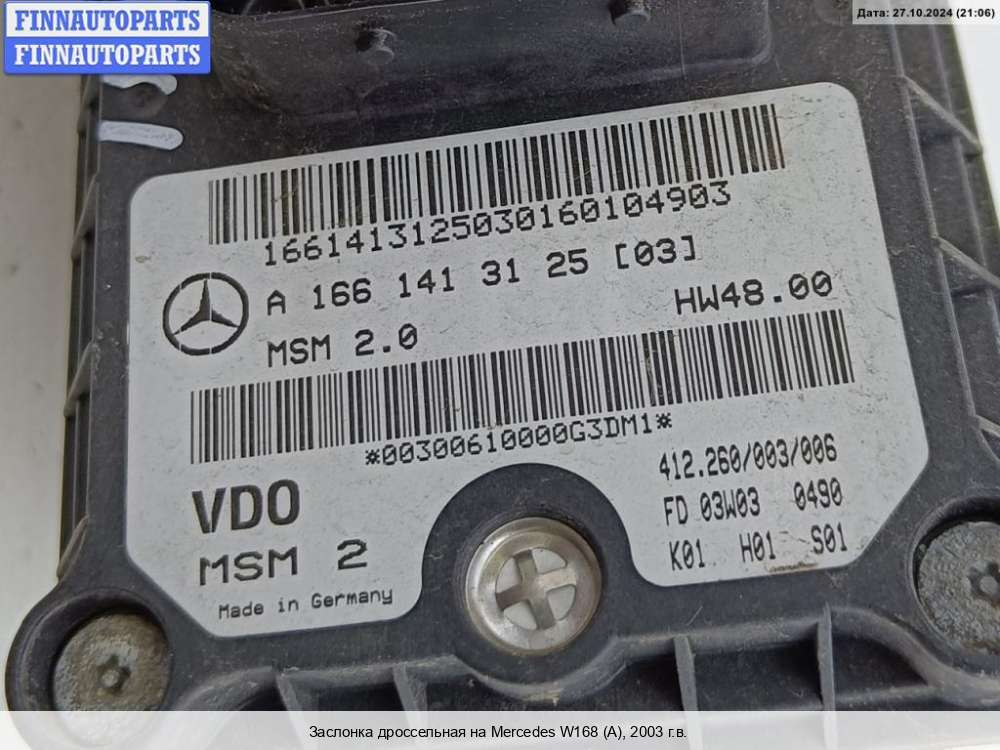 FINNAUTOPARTS
FINNAUTOPARTS
Дата: 27.10.2024 (21:06)
166141312503016010490​3
A 166 141 31 25 [03]
MSM 2.0
HW48.00
*00300610000G3DM1*
VDO
MSM 2
Made in Germany
412.260/003/006
FD 03W03 0490
K01 H01 S01
Заслонка дроссельная на Mercedes W168 (A), 2003 г.в.